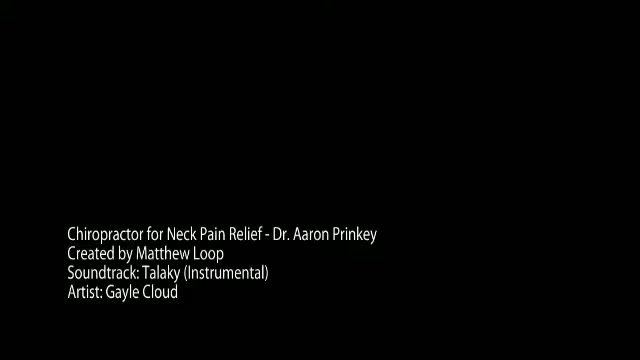 Chiropractor for Neck Pain Relief - Dr. Aaron Prinkey
Created by Matthew Loop
Soundtrack: Talaky (Instrumental)
Artist: Gayle Cloud